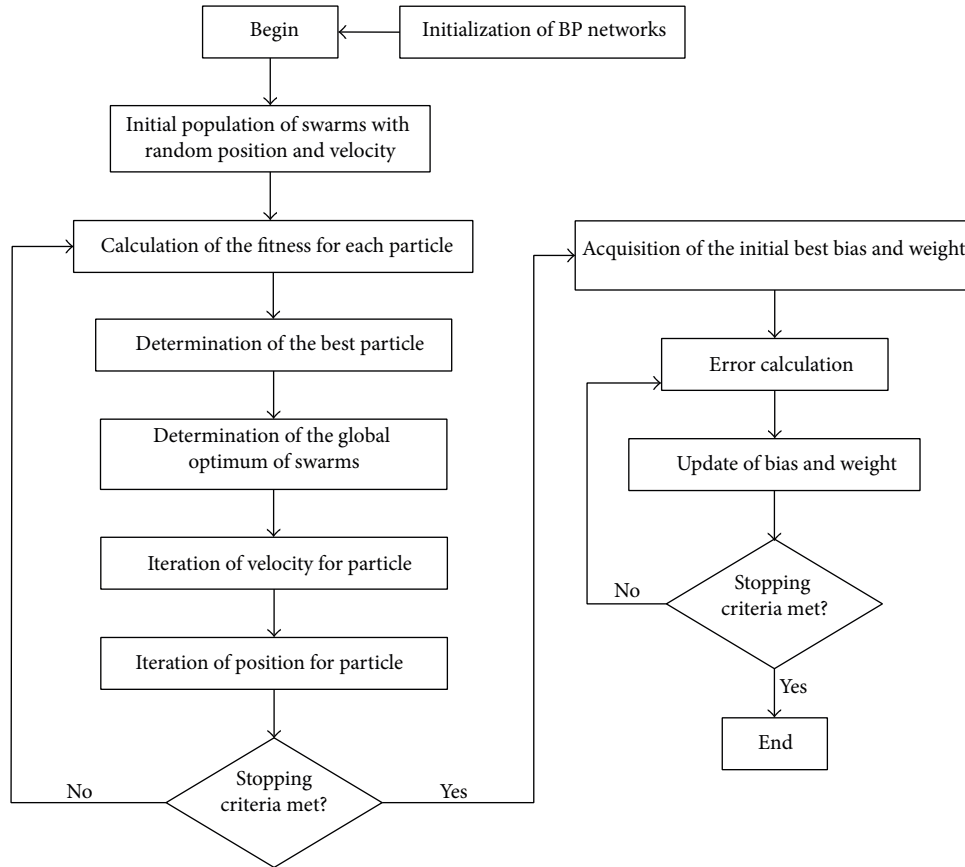 Begin
Initialization of BP networks
Initial population of swarms with
random position and velocity
Calculation of the fitness for each particle
Determination of the best particle
Determination of the global
optimum of swarms
Iteration of velocity for particle
Iteration of position for particle
Stopping
criteria met?
No
Yes
Acquisition of the initial best bias and weight
Error calculation
Update of bias and weight
Stopping
criteria met?
No
Yes
End